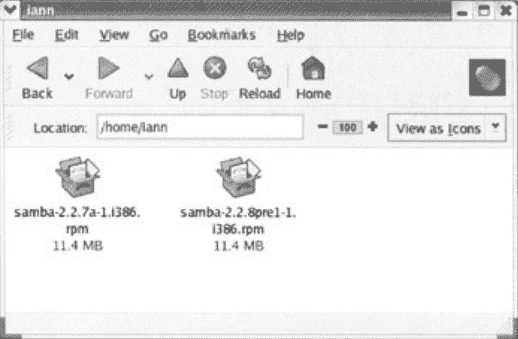 iann
File Edit View Go Bookmarks Help
Back Forward Up Stop Reload Home
Location: /home/iann 100 View as Icons
samba-2.2.7a-1.i386.
rpm
11.4 MB
samba-2.2.8pre1-1.
i386.rpm
11.4 MB